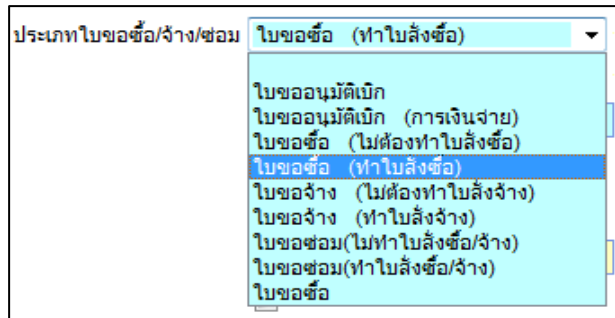 ประเภทใบขอซื้อ/จ้าง/ซ่อม ใบขอซื้อ (ทำใบสั่งซื้อ)
ใบขออนุมัติเบิก
ใบขออนุมัติเบิก (การเงินจ่าย)
ใบขอซื้อ (ไม่ต้องทำใบสั่งซื้อ)
ใบขอซื้อ (ทำใบสั่งซื้อ)
ใบขอจ้าง (ไม่ต้องทำใบสั่งจ้าง)
ใบขอจ้าง (ทำใบสั่งจ้าง)
ใบขอซ่อม(ไม่ทำใบสั่งซื้อ/จ้าง)
ใบขอซ่อม(ทำใบสั่งซื้อ/จ้าง)
ใบขอซื้อ